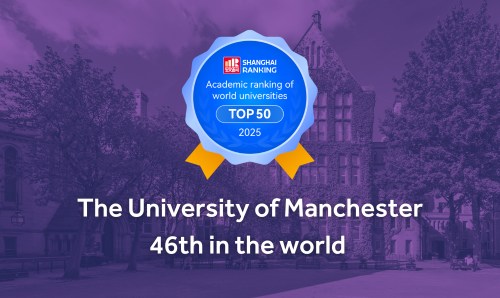 SHANGHAI
RANKING
Academic ranking of
world universities
TOP 50
2025
The University of Manchester
46th in the world